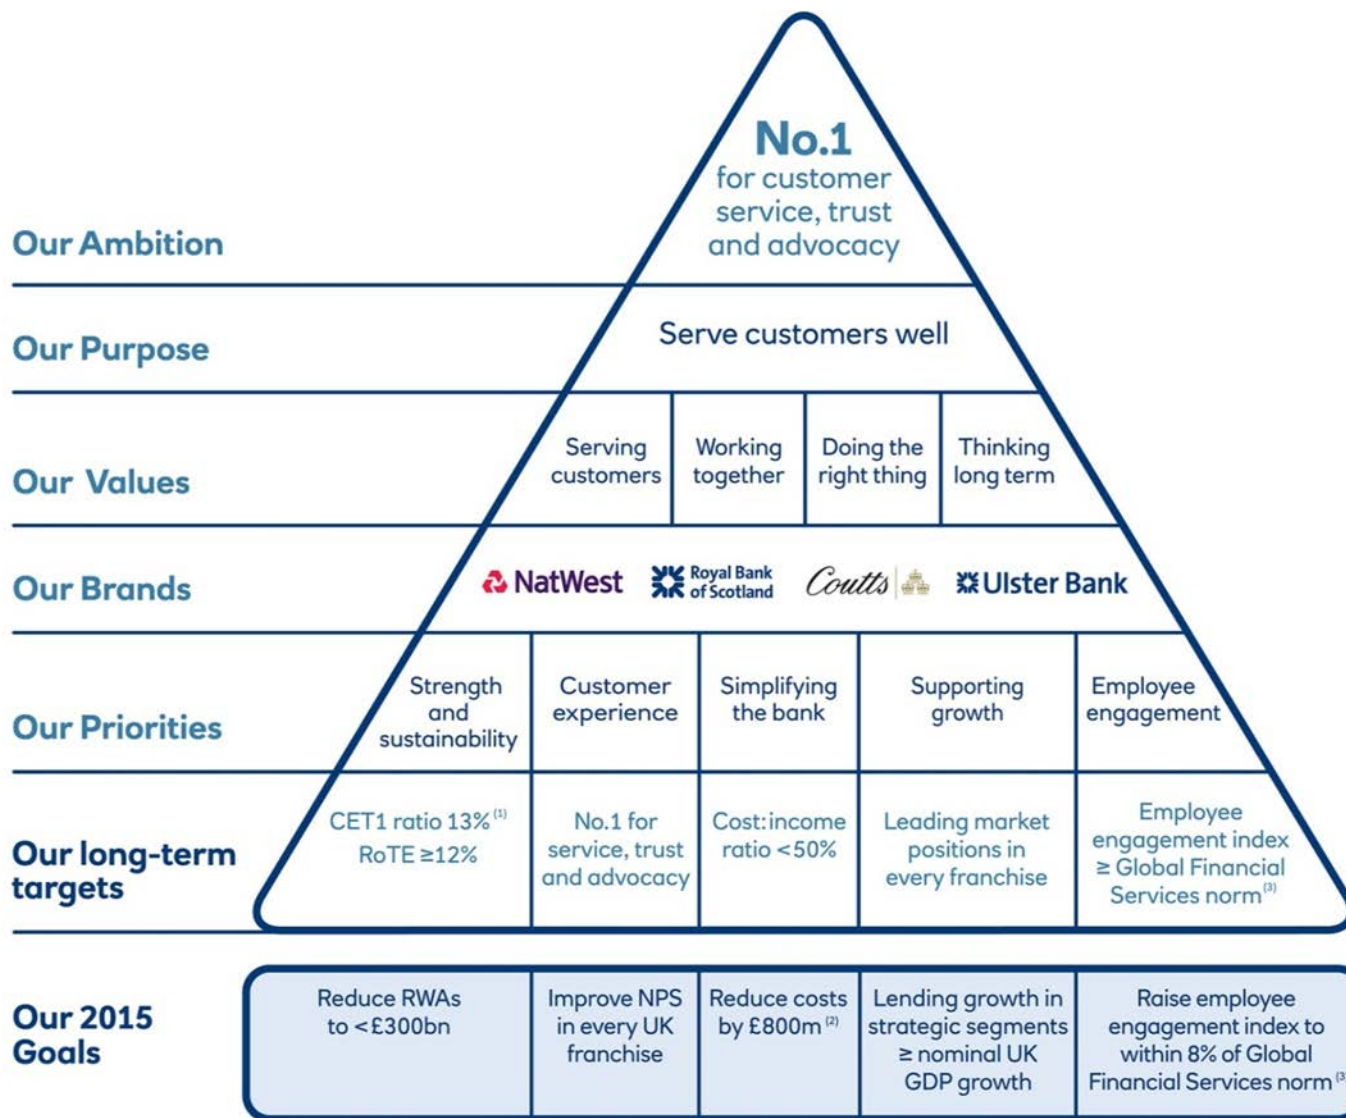 No.1
for customer
service, trust
and advocacy
Our Ambition
Our Purpose
Serve customers well
Our Values
Serving
customers
Working
together
Doing the
right thing
Thinking
long term
Our Brands
NatWest
Royal Bank
of Scotland
Coutts
Ulster Bank
Our Priorities
Strength
and
sustainability
Customer
experience
Simplifying
the bank
Supporting
growth
Employee
engagement
Our long-term
targets
CET1 ratio 13% (1)
RoTE ≥12%
No.1 for
service, trust
and advocacy
Cost:income
ratio <50%
Leading market
positions in
every franchise
Employee
engagement index
≥ Global Financial
Services norm (3)
Our 2015
Goals
Reduce RWAs
to <£300bn
Improve NPS
in every UK
franchise
Reduce costs
by £800m (2)
Lending growth in
strategic segments
≥ nominal UK
GDP growth
Raise employee
engagement index to
within 8% of Global
Financial Services norm (3)